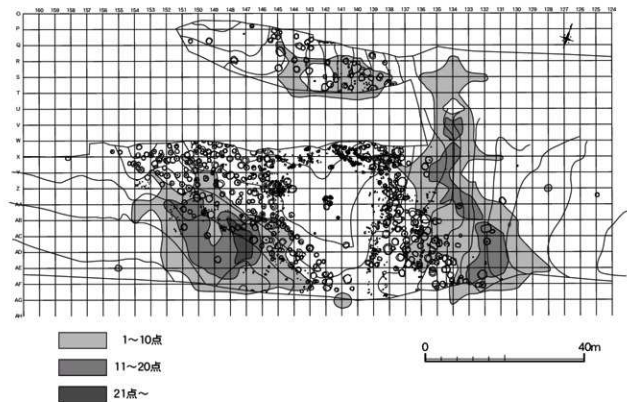 160 159 158 157 156 155 154 153 152 151 150 149 148 147 146 145 144 143 142 141 140 139 138 137 136 135 134 133 132 131 130 129 128 127 126 125 124
O
P
Q
R
S
T
U
V
W
X
Y
Z
AA
AB
AC
AD
AE
AF
AG
AH
1〜10点
11〜20点
21点〜
0 40m